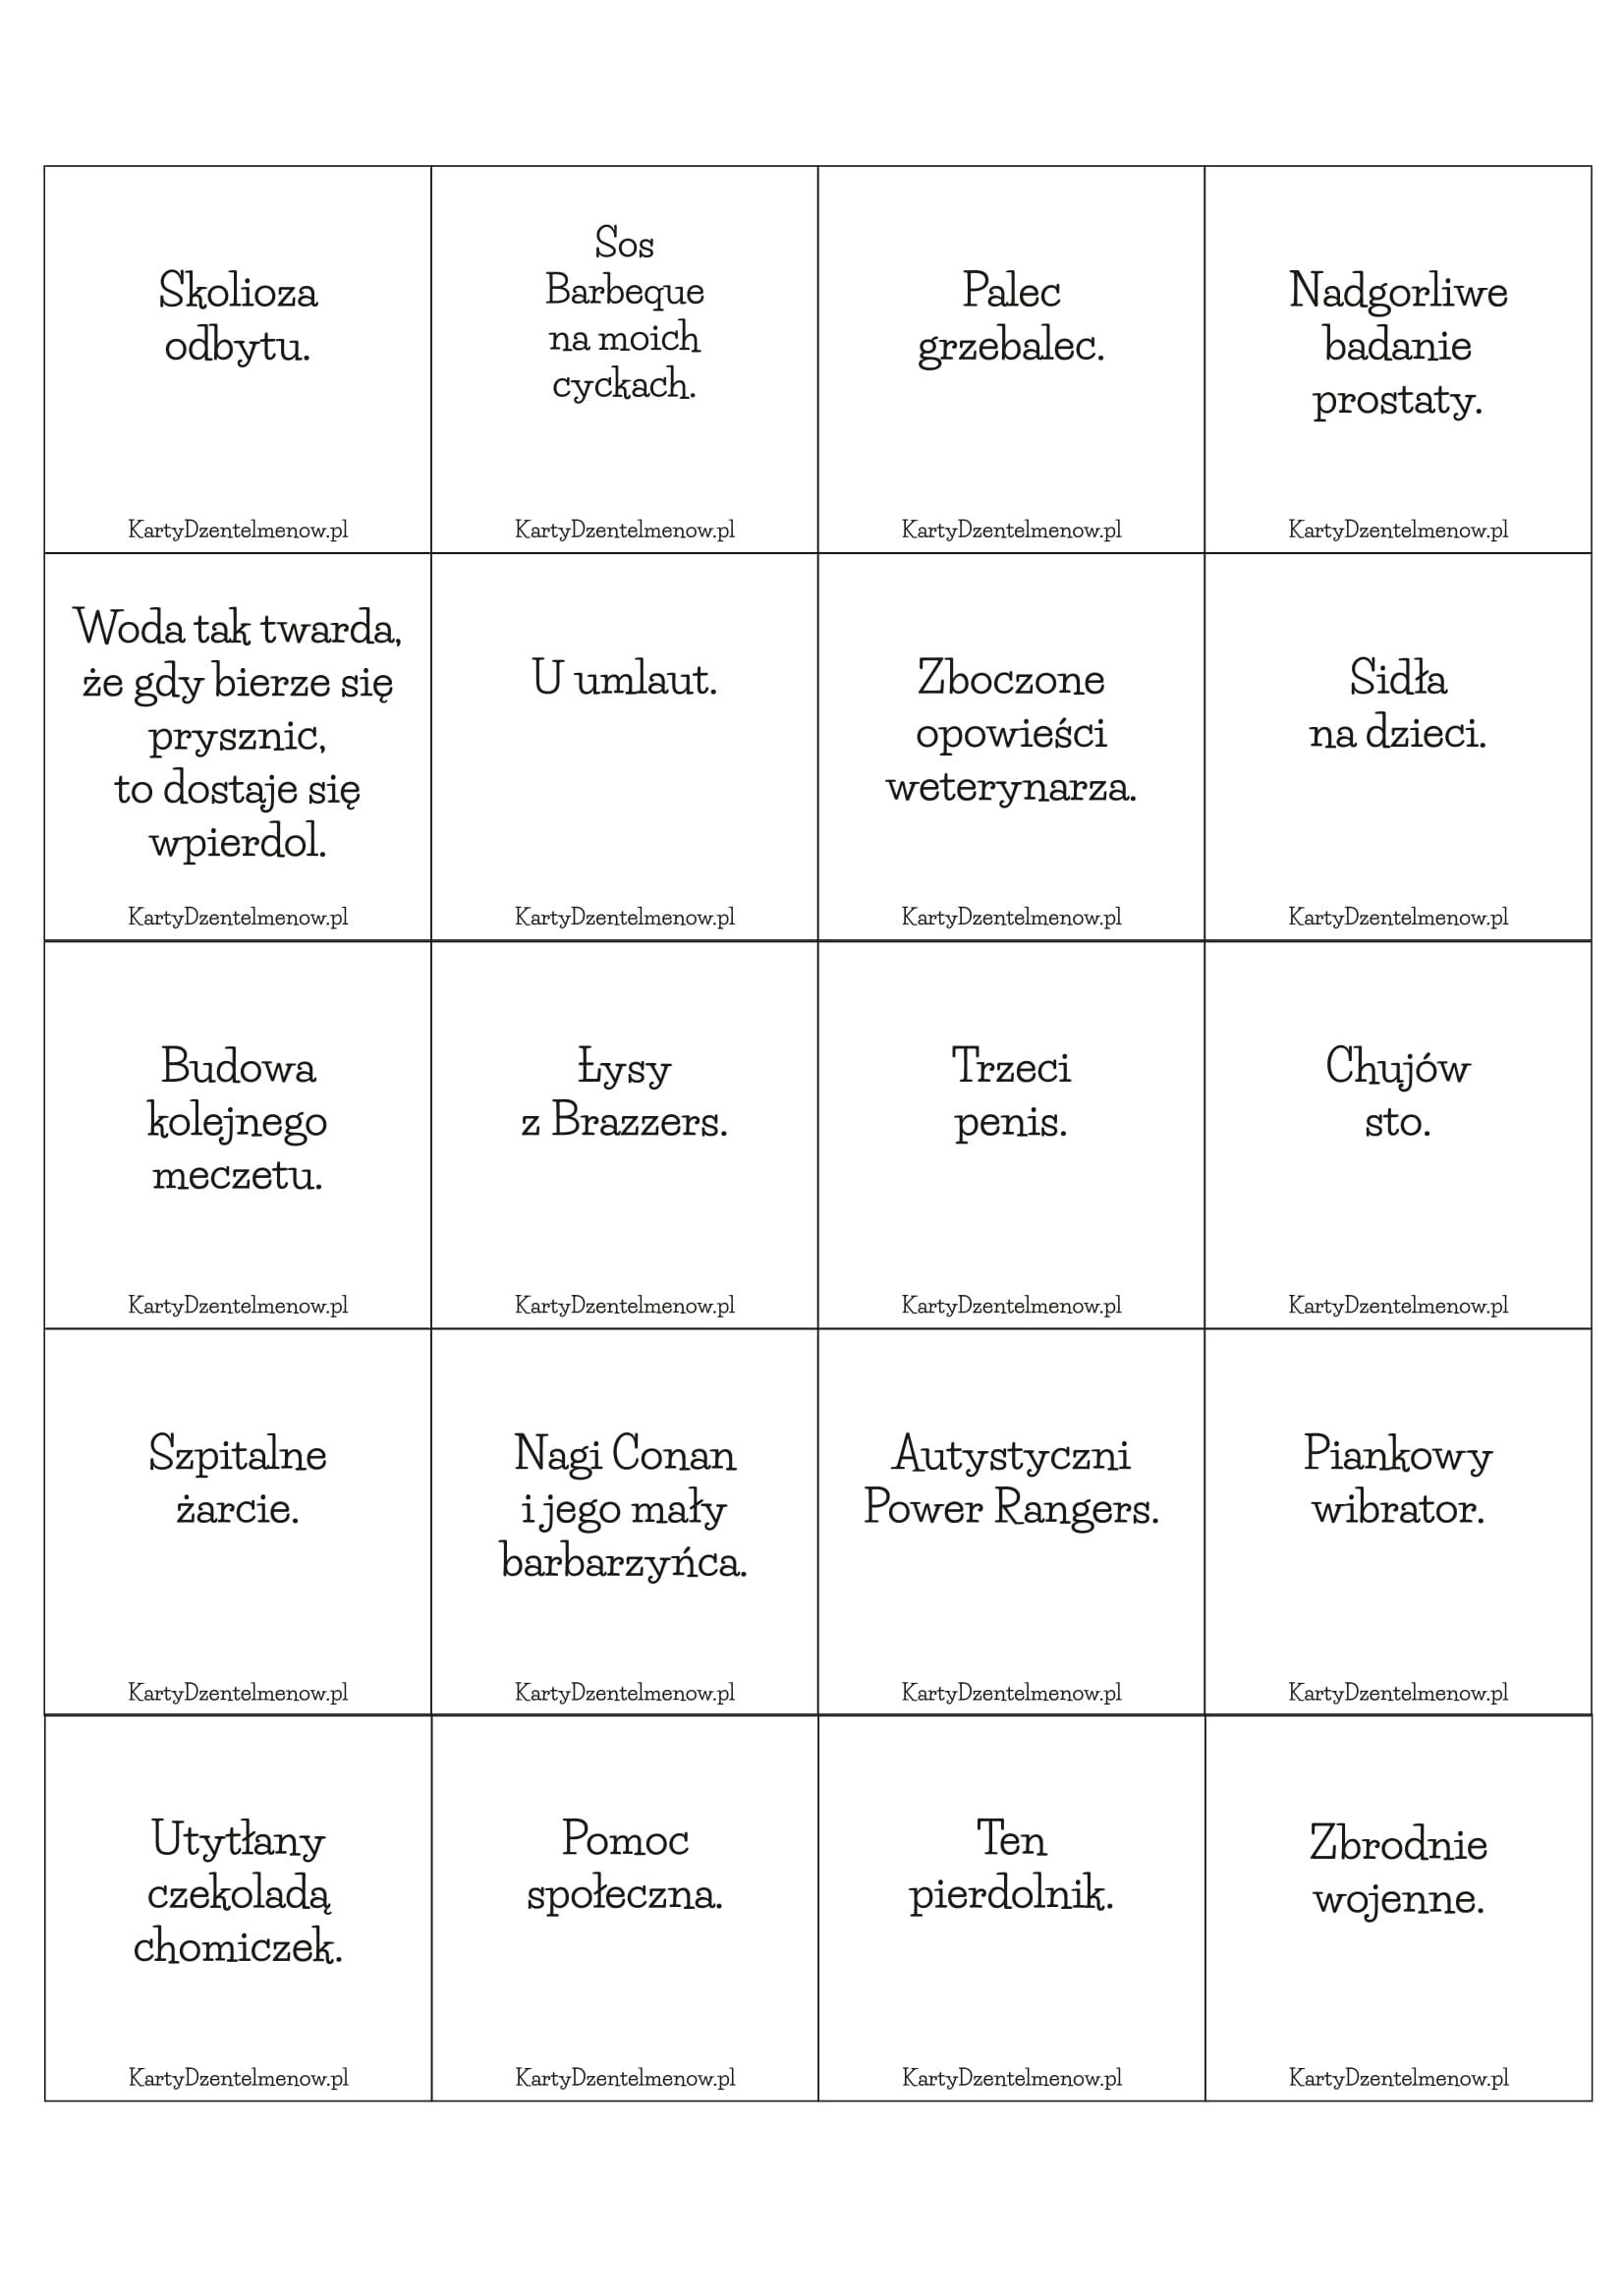 Skolioza
odbytu.
KartyDzentelmenow.pl
Sos
Barbeque
na moich
cyckach.
KartyDzentelmenow.pl
Palec
grzebalec.
KartyDzentelmenow.pl
Nadgorliwe
badanie
prostaty.
KartyDzentelmenow.pl
Woda tak twarda,
że gdy bierze się
prysznic,
to dostaje się
wpierdol.
KartyDzentelmenow.pl
U umlaut.
KartyDzentelmenow.pl
Zboczone
opowieści
weterynarza.
KartyDzentelmenow.pl
Sidła
na dzieci.
KartyDzentelmenow.pl
Budowa
kolejnego
meczetu.
KartyDzentelmenow.pl
Łysy
z Brazzers.
KartyDzentelmenow.pl
Trzeci
penis.
KartyDzentelmenow.pl
Chujów
sto.
KartyDzentelmenow.pl
Szpitalne
żarcie.
KartyDzentelmenow.pl
Nagi Conan
i jego mały
barbarzyńca.
KartyDzentelmenow.pl
Autystyczni
Power Rangers.
KartyDzentelmenow.pl
Piankowy
wibrator.
KartyDzentelmenow.pl
Utytłany
czekoladą
chomiczek.
KartyDzentelmenow.pl
Pomoc
społeczna.
KartyDzentelmenow.pl
Ten
pierdolnik.
KartyDzentelmenow.pl
Zbrodnie
wojenne.
KartyDzentelmenow.pl